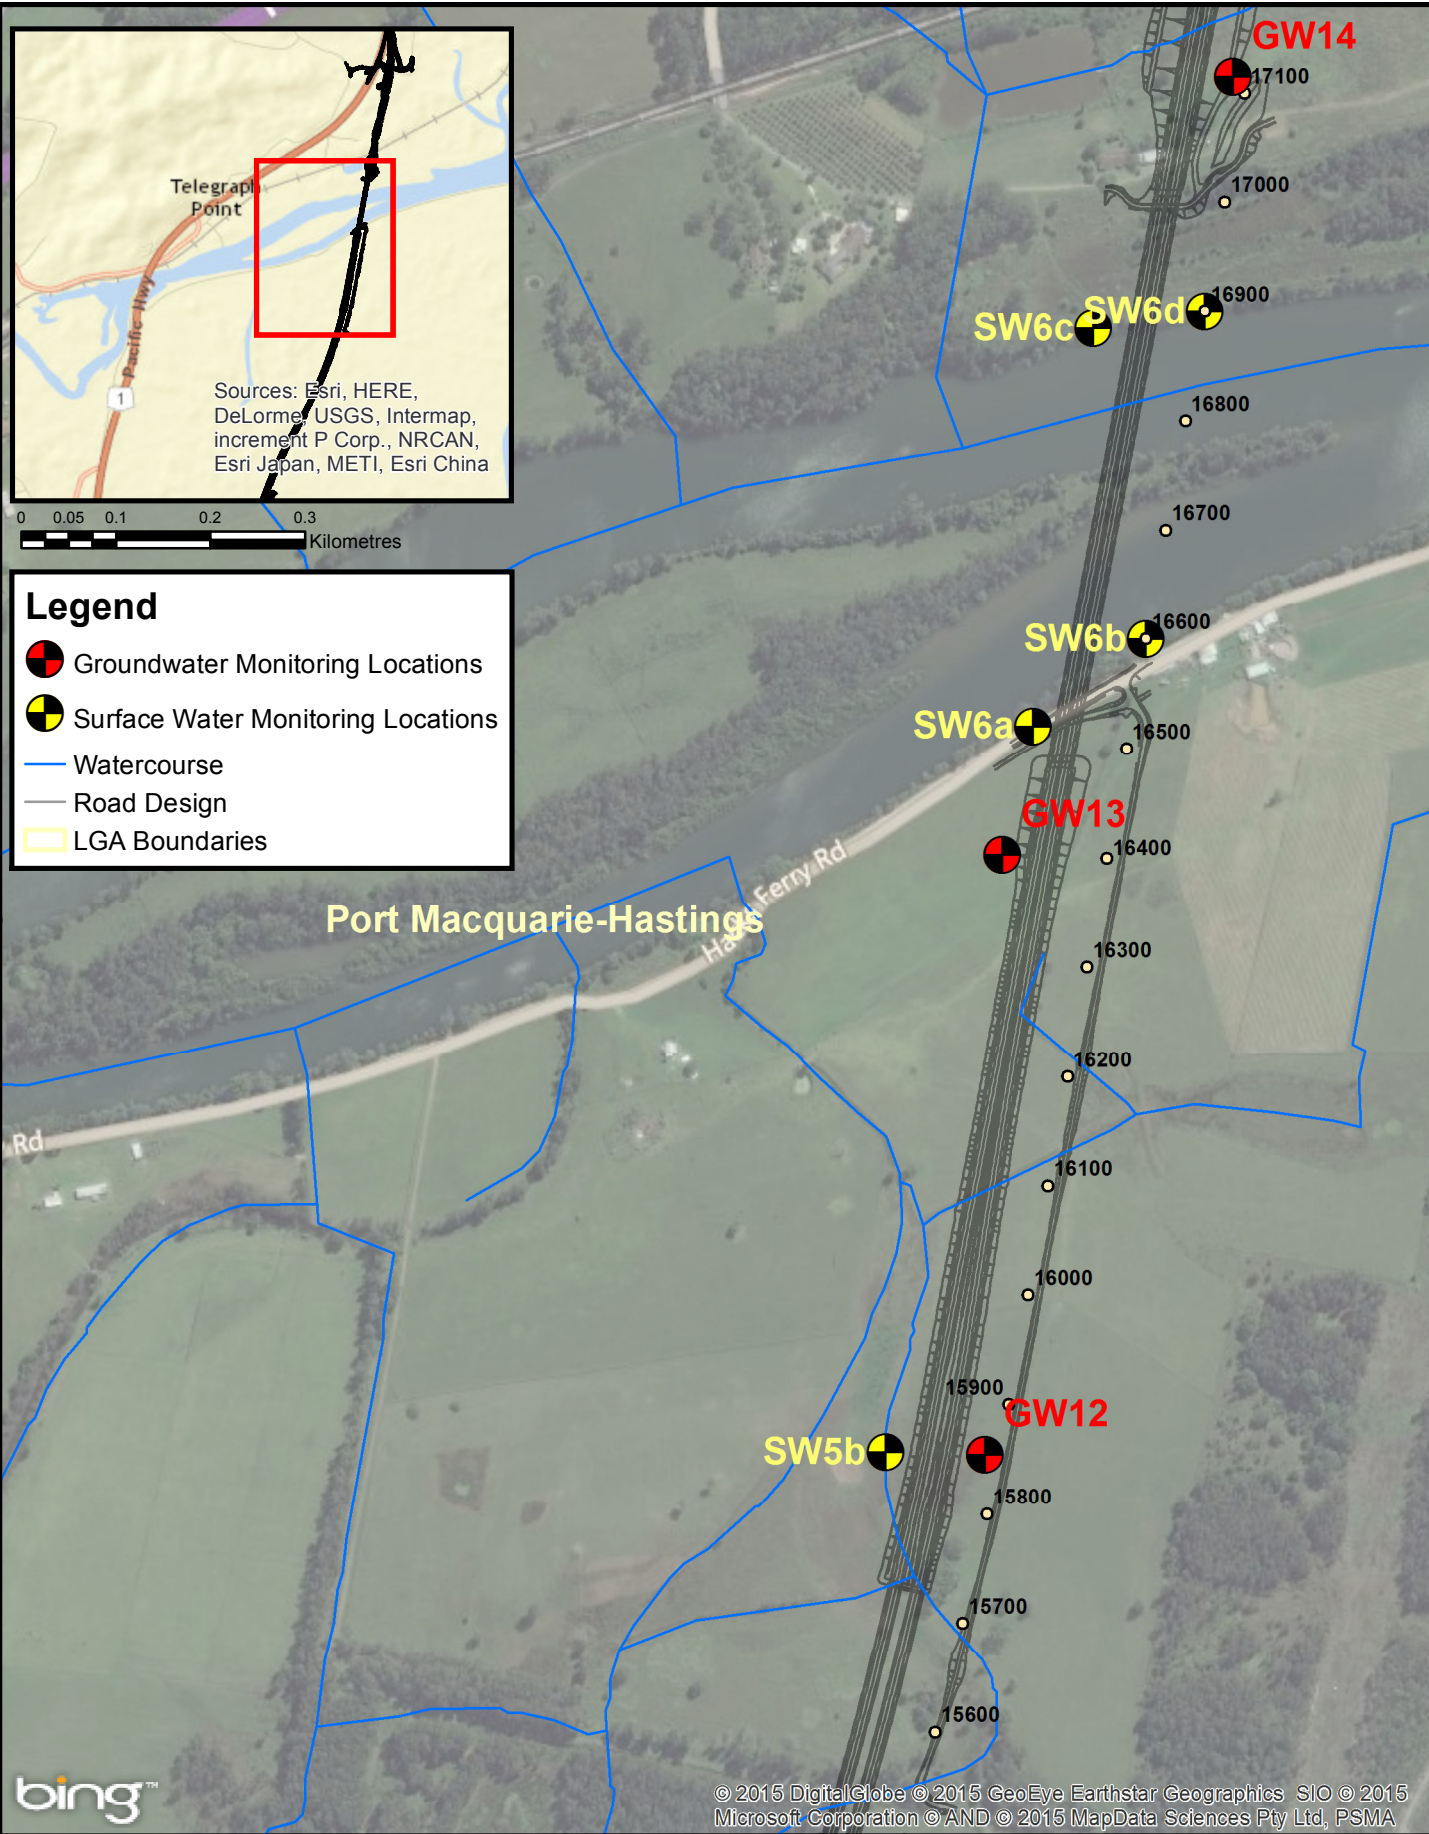 GW14
17100
Telegraph
Point
17000
Pacific Hwy
1
16900
SW6d
SW6c
Sources: Esri, HERE,
DeLorme, USGS, Intermap,
increment P Corp., NRCAN,
Esri Japan, METI, Esri China
16800
0 0.05 0.1 0.2 0.3
Kilometres
16700
Legend
Groundwater Monitoring Locations
Surface Water Monitoring Locations
Watercourse
Road Design
LGA Boundaries
16600
SW6b
SW6a
16500
GW13
16400
Ferry Rd
Port Macquarie-Hastings
16300
16200
Rd
16100
16000
15900
GW12
SW5b
15800
15700
15600
bing™
© 2015 DigitalGlobe © 2015 GeoEye Earthstar Geographics SIO © 2015
Microsoft Corporation © AND © 2015 MapData Sciences Pty Ltd, PSMA